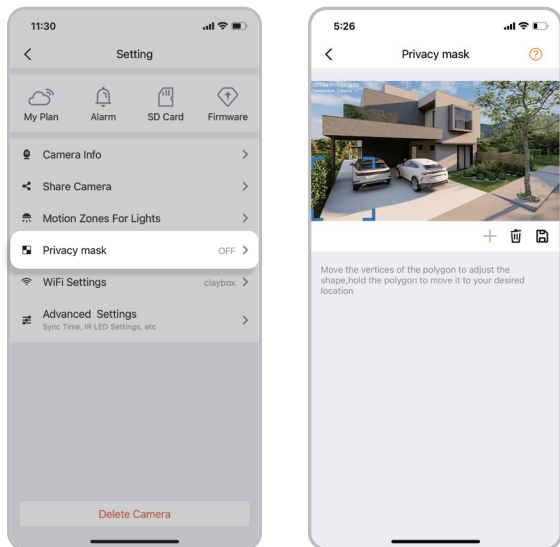 11:30
Setting
My Plan
Alarm
SD Card
Firmware
Camera Info
Share Camera
Motion Zones For Lights
Privacy mask
OFF
WiFi Settings
claybox
Advanced Settings
Sync Time, IR LED Settings, etc
Delete Camera
5:26
Privacy mask
Move the vertices of the polygon to adjust the
shape,hold the polygon to move it to your desired
location